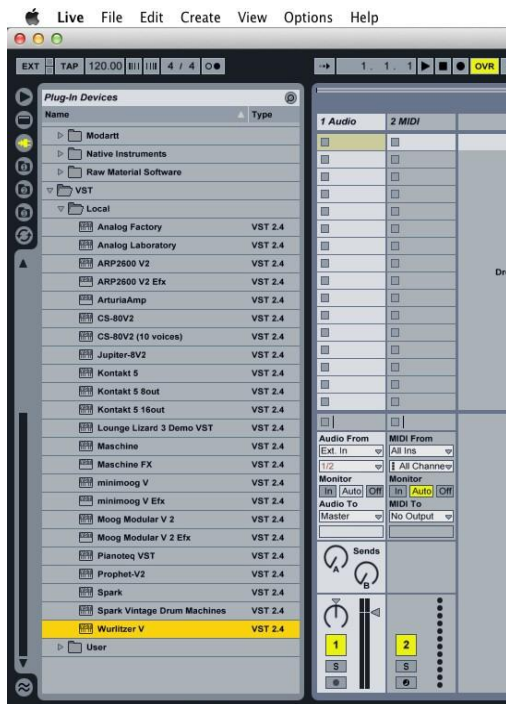 Live File Edit Create View Options Help
EXT TAP 120.00 4 / 4 1. 1. 1 OVR
Plug-In Devices
Name Type
Modartt
Native Instruments
Raw Material Software
VST
Local
Analog Factory VST 2.4
Analog Laboratory VST 2.4
ARP2600 V2 VST 2.4
ARP2600 V2 Efx VST 2.4
ArturiaAmp VST 2.4
CS-80V2 VST 2.4
CS-80V2 (10 voices) VST 2.4
Jupiter-8V2 VST 2.4
Kontakt 5 VST 2.4
Kontakt 5 8out VST 2.4
Kontakt 5 16out VST 2.4
Lounge Lizard 3 Demo VST VST 2.4
Maschine VST 2.4
Maschine FX VST 2.4
minimoog V VST 2.4
minimoog V Efx VST 2.4
Moog Modular V 2 VST 2.4
Moog Modular V 2 Efx VST 2.4
Pianoteq VST VST 2.4
Prophet-V2 VST 2.4
Spark VST 2.4
Spark Vintage Drum Machines VST 2.4
Wurlitzer V VST 2.4
User
1 Audio 2 MIDI
Dr
Audio From MIDI From
Ext. In All Ins
1/2 All Channe
Monitor Monitor
In Auto Off In Auto Off
Audio To MIDI To
Master No Output
Sends
A
B
1 2
S S